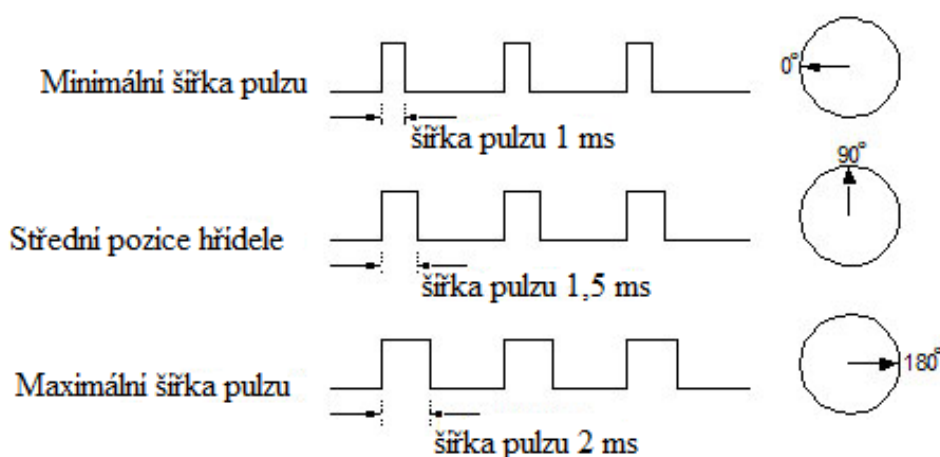 Minimální šířka pulzu
0°
šířka pulzu 1 ms
90°
Střední pozice hřídele
šířka pulzu 1,5 ms
180°
Maximální šířka pulzu
šířka pulzu 2 ms